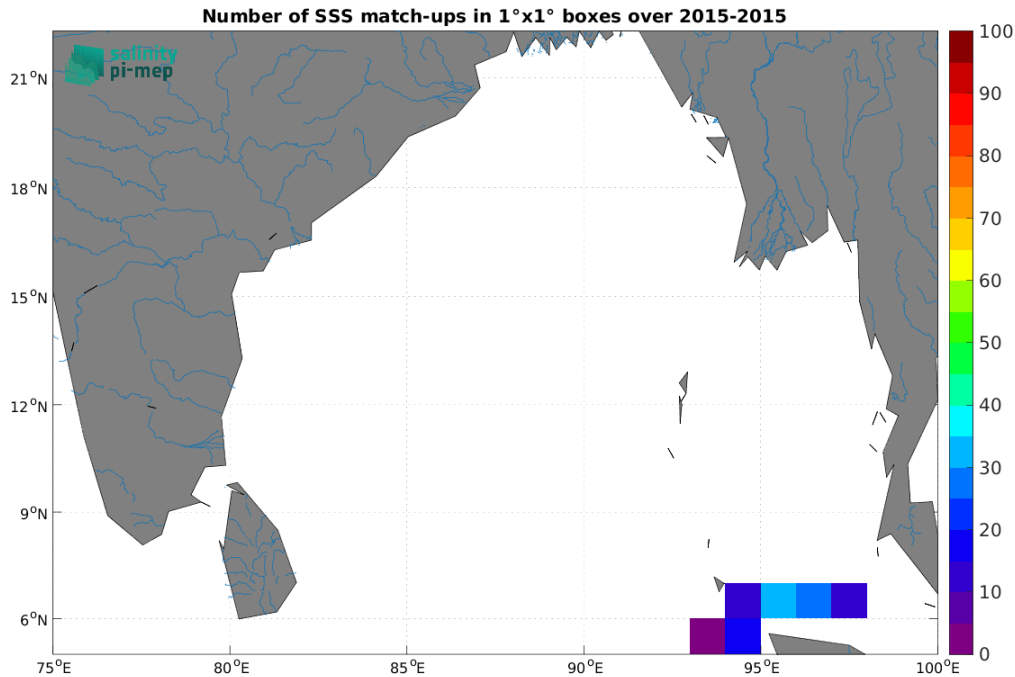 Number of SSS match-ups in 1°x1° boxes over 2015-2015
salinity
pi-mep
21°N
18°N
15°N
12°N
9°N
6°N
75°E
80°E
85°E
90°E
95°E
100°E
100
90
80
70
60
50
40
30
20
10
0